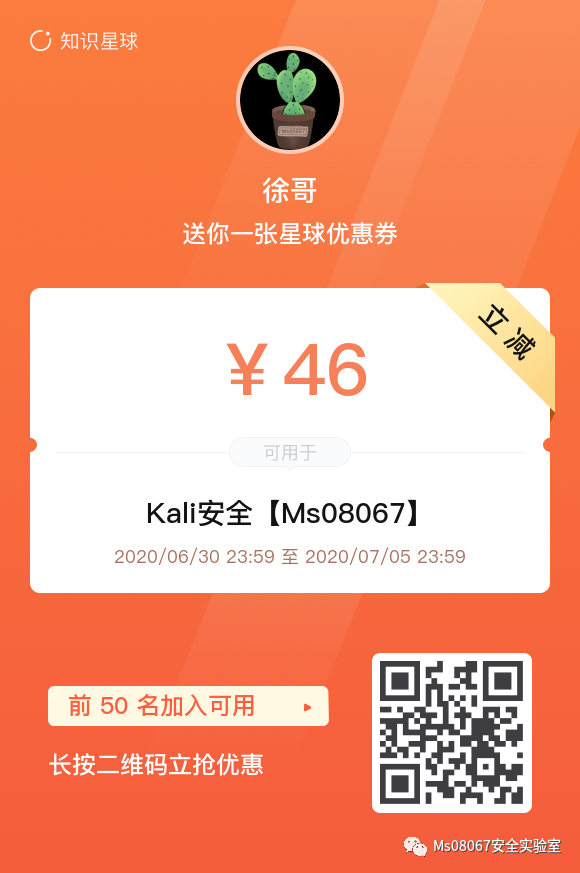 知识星球
Ms08067
徐哥
送你一张星球优惠券
立减
¥ 46
可用于
Kali安全【Ms08067】
2020/06/30 23:59 至 2020/07/05 23:59
前 50 名加入可用
长按二维码立抢优惠
Ms08067安全实验室